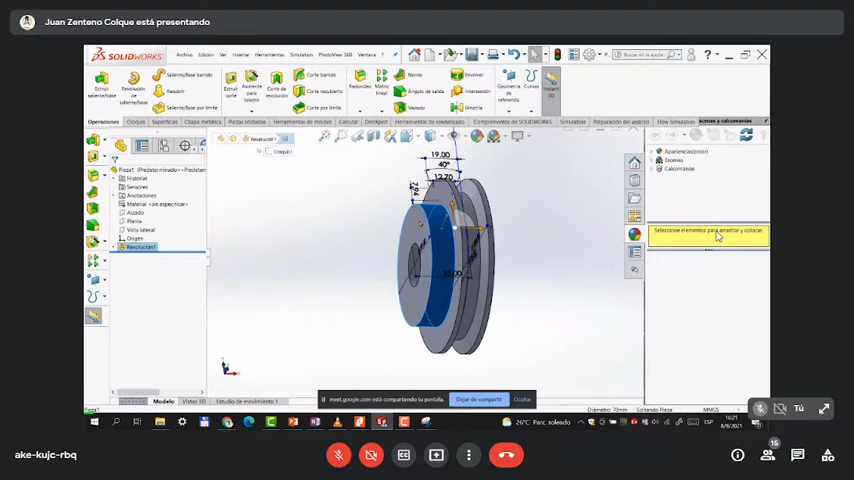 Juan Zenteno Colque está presentando
SOLIDWORKS
Archivo Edición Ver Insertar Herramientas Simulation PhotoView 360 Ventana
Buscar en la ayuda
Extruir saliente/base
Revolución de saliente/base
Saliente/Base barrido
Recubrir
Saliente/Base por límite
Extruir corte
Asistente para taladro
Corte de revolución
Corte barrido
Corte recubierto
Corte por límite
Redondeo
Matriz lineal
Nervio
Ángulo de salida
Vaciado
Envolver
Intersección
Simetría
Geometría de referencia
Curvas
Instant 3D
Operaciones Croquis Superficies Chapa metálica Piezas soldadas Herramientas de moldes Herramientas de datos Calcular DimXpert Complementos de SOLIDWORKS Simulation Preparación del análisis Flow Simulation
Revolución1
Croquis1
Pieza1 (Predeterminado<<Predeterm
Historial
Sensores
Anotaciones
Material <sin especificar>
Alzado
Planta
Vista lateral
Origen
Revolución1
19.00
40°
12.70
7.94
33.00
Apariencias(color)
Escenas
Calcomanías
Seleccione elementos para arrastrar y colocar.
meet.google.com está compartiendo tu pantalla.
Dejar de compartir
Ocultar
Modelo Vistas 3D Estudio de movimiento 1
Pieza1
Diámetro: 70mm Editando Pieza MMGS
26°C Parc. soleado
ESP
16:21
8/9/2021
Tú
ake-kujc-rbq
16